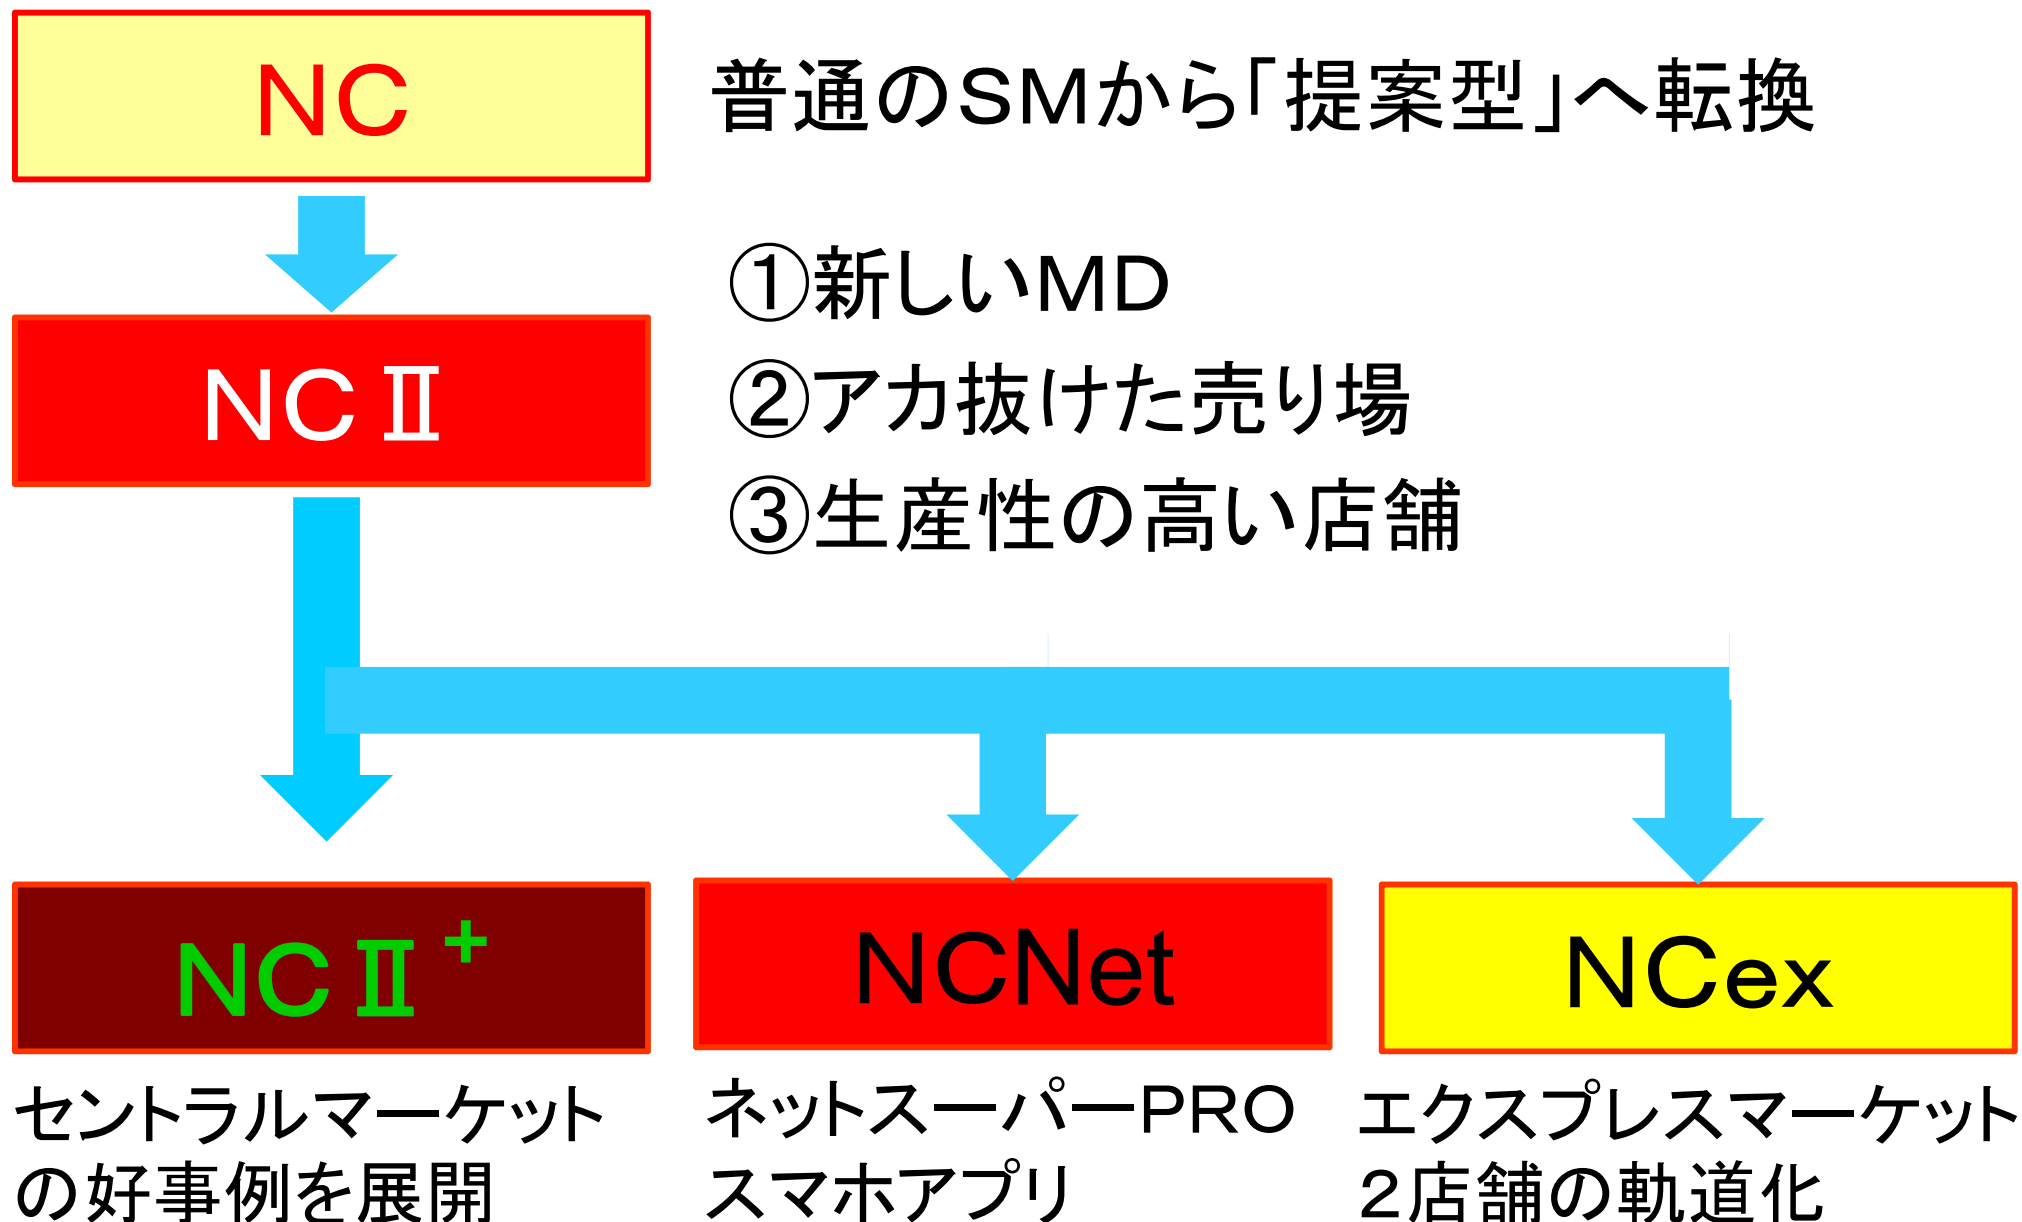 NC
普通のSMから「提案型」へ転換
①新しいMD
NCⅡ
②アカ抜けた売り場
③生産性の高い店舗
NCⅡ+
NCNet
NCex
セントラルマーケット
の好事例を展開
ネットスーパーPRO
スマホアプリ
エクスプレスマーケット
2店舗の軌道化